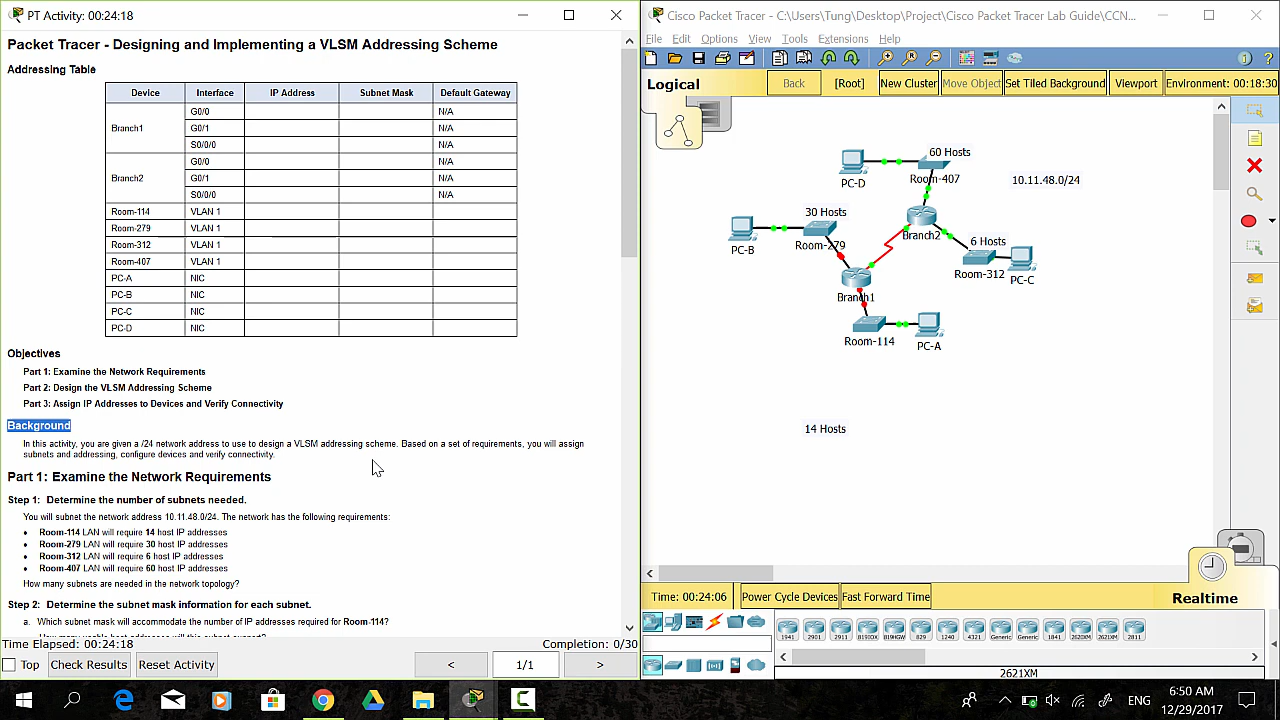 PT Activity: 00:24:18
Packet Tracer - Designing and Implementing a VLSM Addressing Scheme
Addressing Table
Device Interface IP Address Subnet Mask Default Gateway
Branch1
G0/0 N/A
G0/1 N/A
S0/0/0 N/A
Branch2
G0/0 N/A
G0/1 N/A
S0/0/0 N/A
Room-114 VLAN 1
Room-279 VLAN 1
Room-312 VLAN 1
Room-407 VLAN 1
PC-A NIC
PC-B NIC
PC-C NIC
PC-D NIC
Objectives
Part 1: Examine the Network Requirements
Part 2: Design the VLSM Addressing Scheme
Part 3: Assign IP Addresses to Devices and Verify Connectivity
Background
In this activity, you are given a /24 network address to use to design a VLSM addressing scheme. Based on a set of requirements, you will assign
subnets and addressing, configure devices and verify connectivity.
Part 1: Examine the Network Requirements
Step 1: Determine the number of subnets needed.
You will subnet the network address 10.11.48.0/24. The network has the following requirements:
• Room-114 LAN will require 14 host IP addresses
• Room-279 LAN will require 30 host IP addresses
• Room-312 LAN will require 6 host IP addresses
• Room-407 LAN will require 60 host IP addresses
How many subnets are needed in the network topology?
Step 2: Determine the subnet mask information for each subnet.
a. Which subnet mask will accommodate the number of IP addresses required for Room-114?
Time Elapsed: 00:24:18 Completion: 0/30
Top Check Results Reset Activity < 1/1 >
Cisco Packet Tracer - C:\Users\Tung\Desktop\Project\Cisco Packet Tracer Lab Guide\CCN...
File Edit Options View Tools Extensions Help
Logical Back [Root] New Cluster Move Object Set Tiled Background Viewport Environment: 00:18:30
60 Hosts
PC-D Room-407 10.11.48.0/24
30 Hosts
Branch2
PC-B Room-279 6 Hosts
Room-312 PC-C
Branch1
Room-114 PC-A
14 Hosts
Time: 00:24:06 Power Cycle Devices Fast Forward Time Realtime
1941 2901 2911 819IOX 819HGW 829 1240 4321 Generic Generic 1841 2620XM 2621XM 2811
2621XM
ENG 6:50 AM
12/29/2017